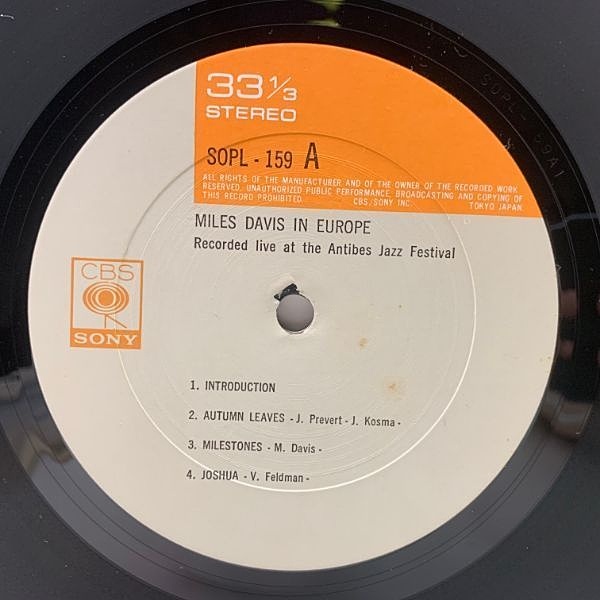 33 1/3
STEREO
SOPL - 159 A
ALL RIGHTS OF THE MANUFACTURER AND OF THE OWNER OF THE RECORDED WORK
RESERVED. UNAUTHORIZED PUBLIC PERFORMANCE, BROADCASTING AND COPYING OF
THIS RECORD PROHIBITED. CBS/SONY INC. TOKYO JAPAN.
MILES DAVIS IN EUROPE
Recorded live at the Antibes Jazz Festival
CBS
SONY
1. INTRODUCTION
2. AUTUMN LEAVES - J. Prevert - J. Kosma -
3. MILESTONES - M. Davis -
4. JOSHUA - V. Feldman -